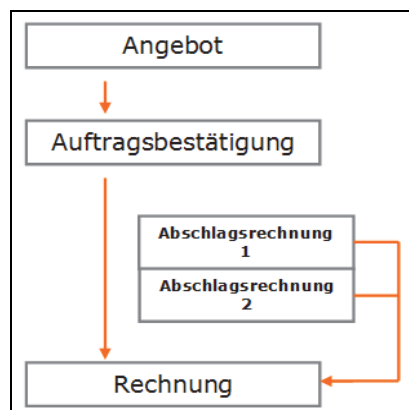 Angebot
Auftragsbestätigung
Abschlagsrechnung
1
Abschlagsrechnung
2
Rechnung